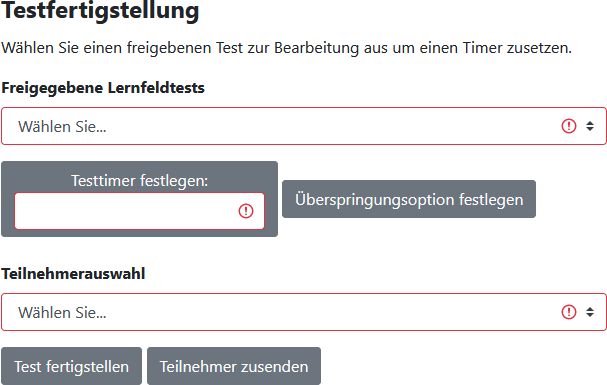 Testfertigstellung
Wählen Sie einen freigebenen Test zur Bearbeitung aus um einen Timer zusetzen.
Freigegebene Lernfeldtests
Wählen Sie...
Testtimer festlegen:
Überspringungsoption festlegen
Teilnehmerauswahl
Wählen Sie...
Test fertigstellen
Teilnehmer zusenden